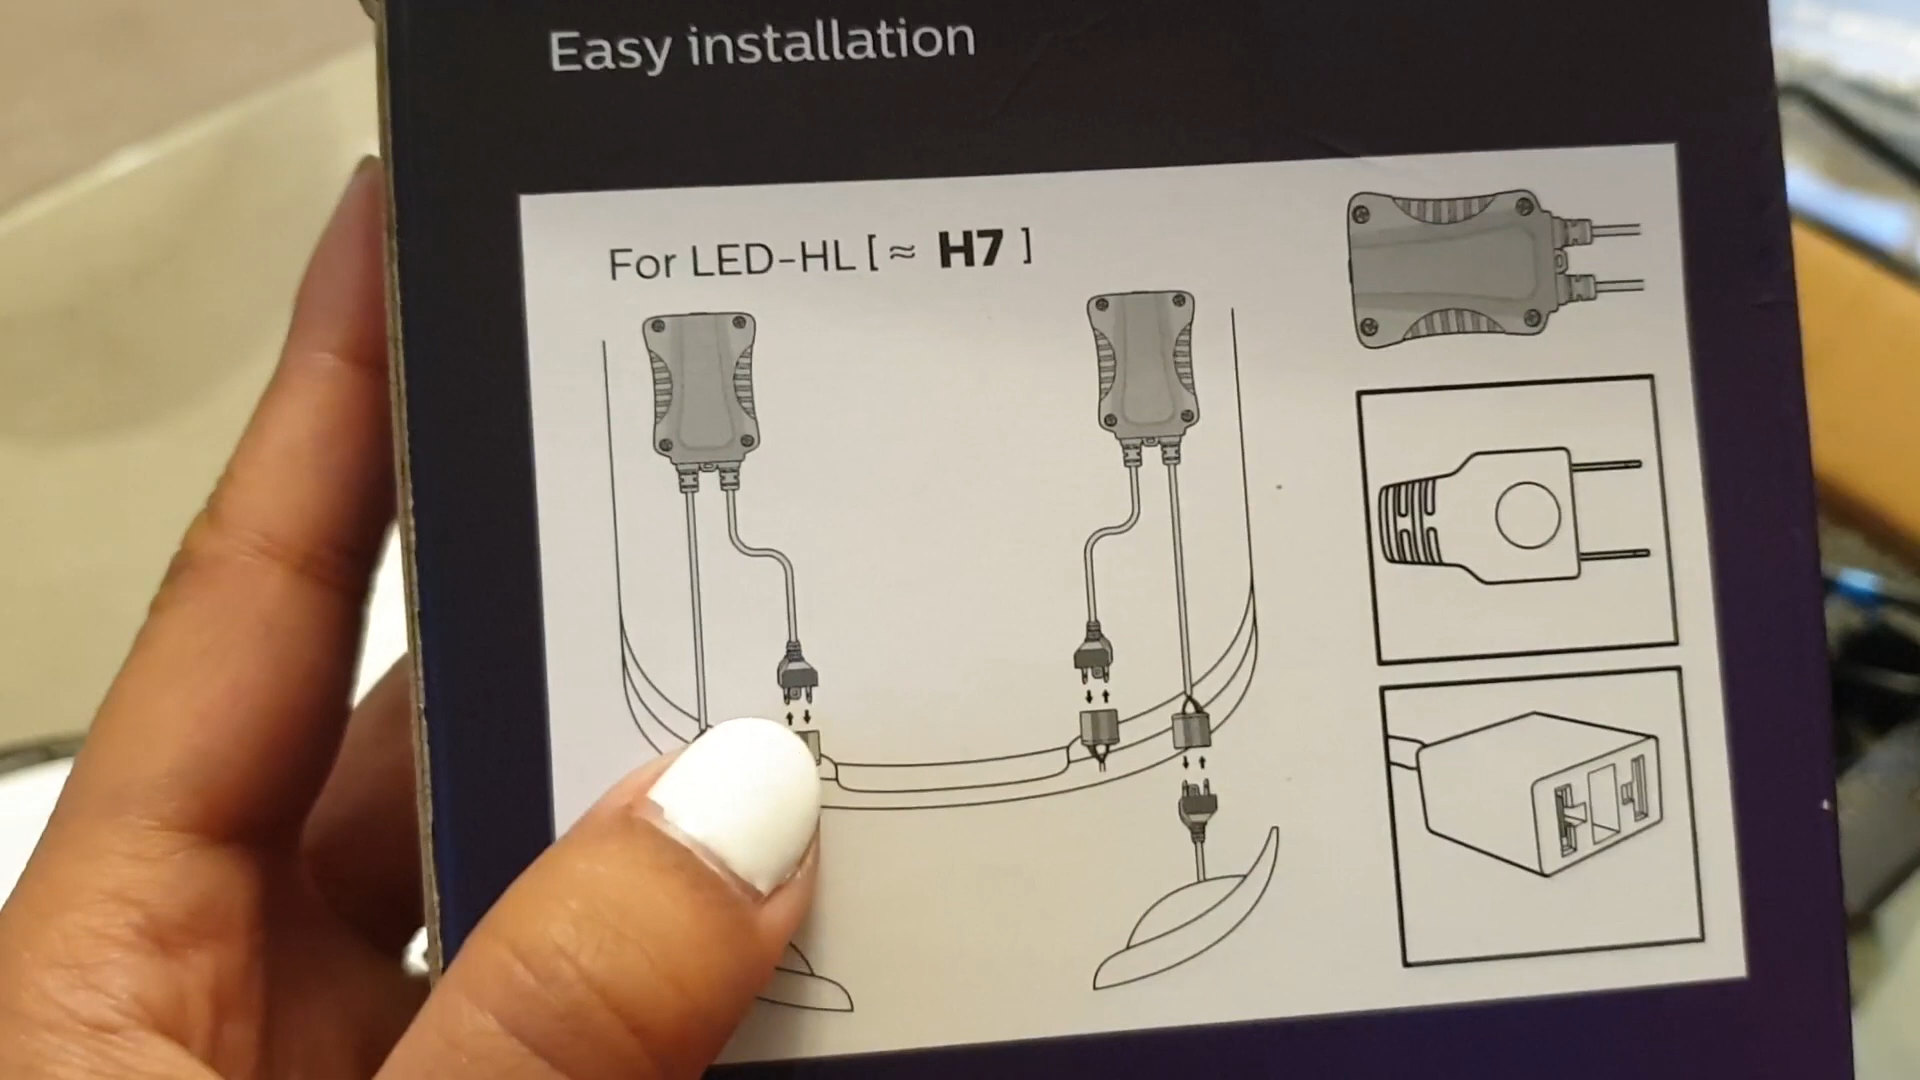 Easy installation
For LED-HL [ ≈ H7 ]